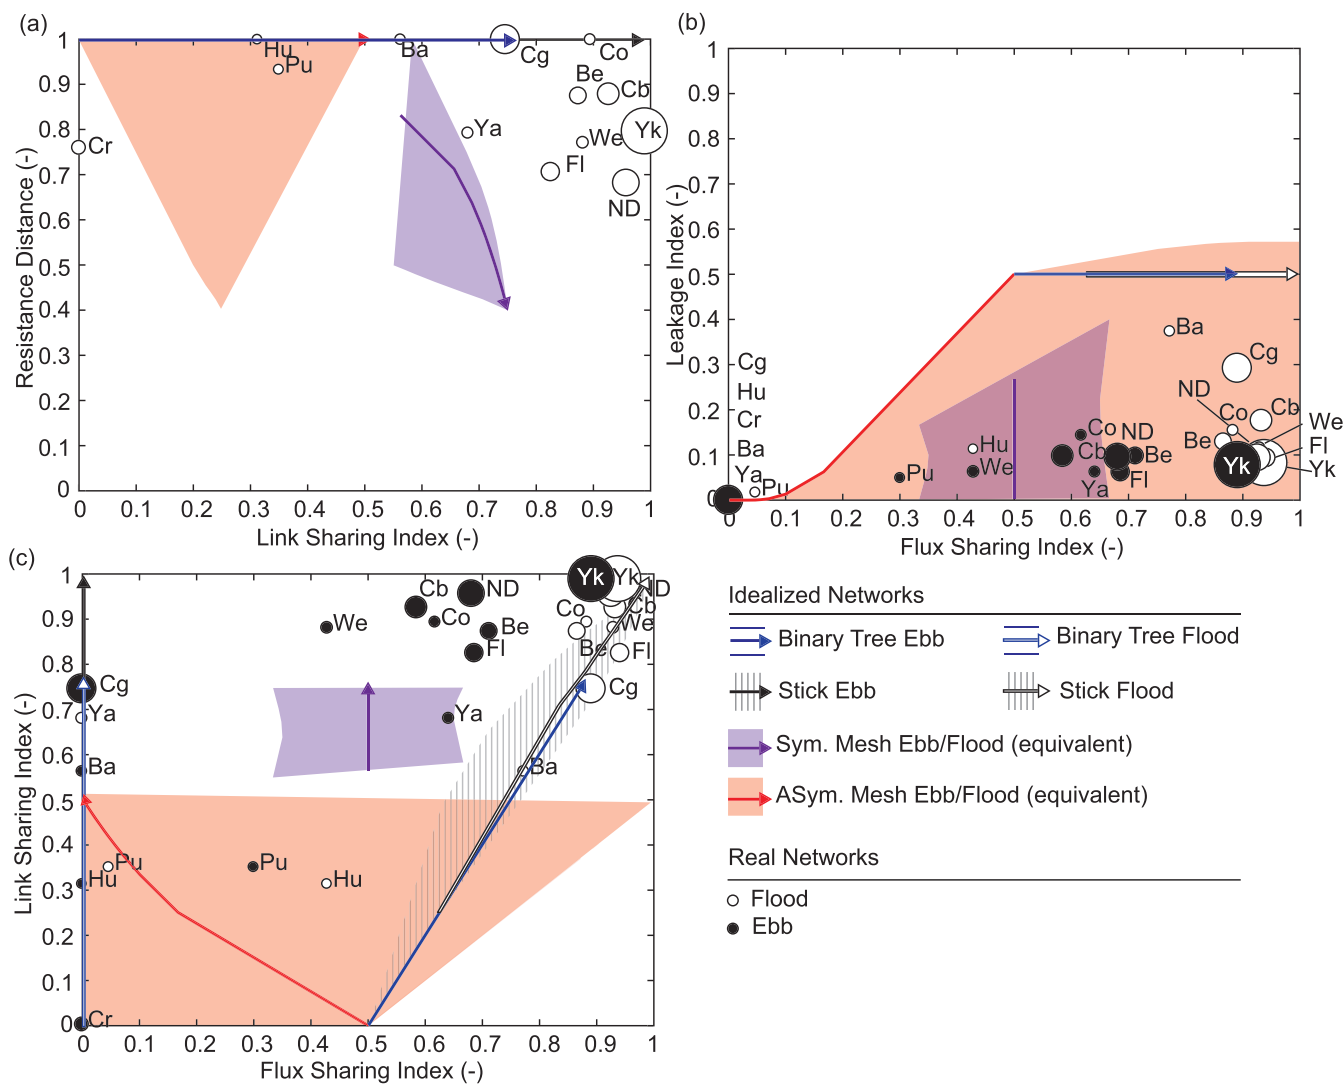 (a)
1
0.9
0.8
0.7
0.6
0.5
0.4
0.3
0.2
0.1
0
Resistance Distance (-)
0
0.1
0.2
0.3
0.4
0.5
0.6
0.7
0.8
0.9
1
Link Sharing Index (-)
Hu
Pu
Cr
Ba
Cg
Co
Be
Cb
Ya
We
Yk
Fl
ND
(b)
1
0.9
0.8
0.7
0.6
0.5
0.4
0.3
0.2
0.1
0
Leakage Index (-)
0
0.1
0.2
0.3
0.4
0.5
0.6
0.7
0.8
0.9
1
Flux Sharing Index (-)
Cg
Hu
Cr
Ba
Ya
Pu
Pu
Hu
We
Co
Cb
ND
Be
Ya
Fl
Ba
Cg
ND
Co
Cb
Be
We
Fl
Yk
Yk
(c)
1
0.9
0.8
0.7
0.6
0.5
0.4
0.3
0.2
0.1
0
Link Sharing Index (-)
0
0.1
0.2
0.3
0.4
0.5
0.6
0.7
0.8
0.9
1
Flux Sharing Index (-)
Cg
Ya
Ba
Pu
Hu
Cr
Pu
Hu
We
Cb
ND
Co
Be
Fl
Ya
Yk
Yk
ND
Co
Cb
We
Be
Fl
Cg
Ba
Idealized Networks
Binary Tree Ebb
Binary Tree Flood
Stick Ebb
Stick Flood
Sym. Mesh Ebb/Flood (equivalent)
ASym. Mesh Ebb/Flood (equivalent)
Real Networks
Flood
Ebb